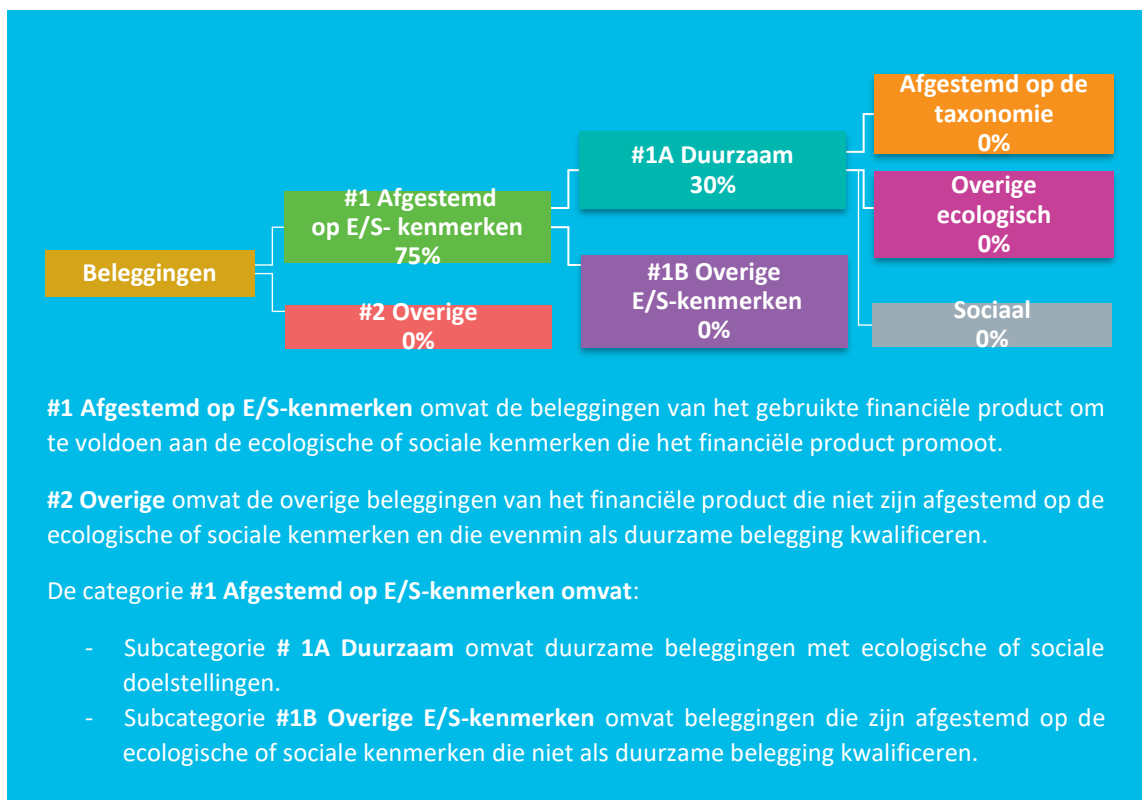 Beleggingen
#1 Afgestemd
op E/S- kenmerken
75%
#2 Overige
0%
#1A Duurzaam
30%
#1B Overige
E/S-kenmerken
0%
Afgestemd op de
taxonomie
0%
Overige
ecologisch
0%
Sociaal
0%
#1 Afgestemd op E/S-kenmerken omvat de beleggingen van het gebruikte financiële product om
te voldoen aan de ecologische of sociale kenmerken die het financiële product promoot.
#2 Overige omvat de overige beleggingen van het financiële product die niet zijn afgestemd op de
ecologische of sociale kenmerken en die evenmin als duurzame belegging kwalificeren.
De categorie #1 Afgestemd op E/S-kenmerken omvat:
- Subcategorie # 1A Duurzaam omvat duurzame beleggingen met ecologische of sociale
doelstellingen.
- Subcategorie #1B Overige E/S-kenmerken omvat beleggingen die zijn afgestemd op de
ecologische of sociale kenmerken die niet als duurzame belegging kwalificeren.